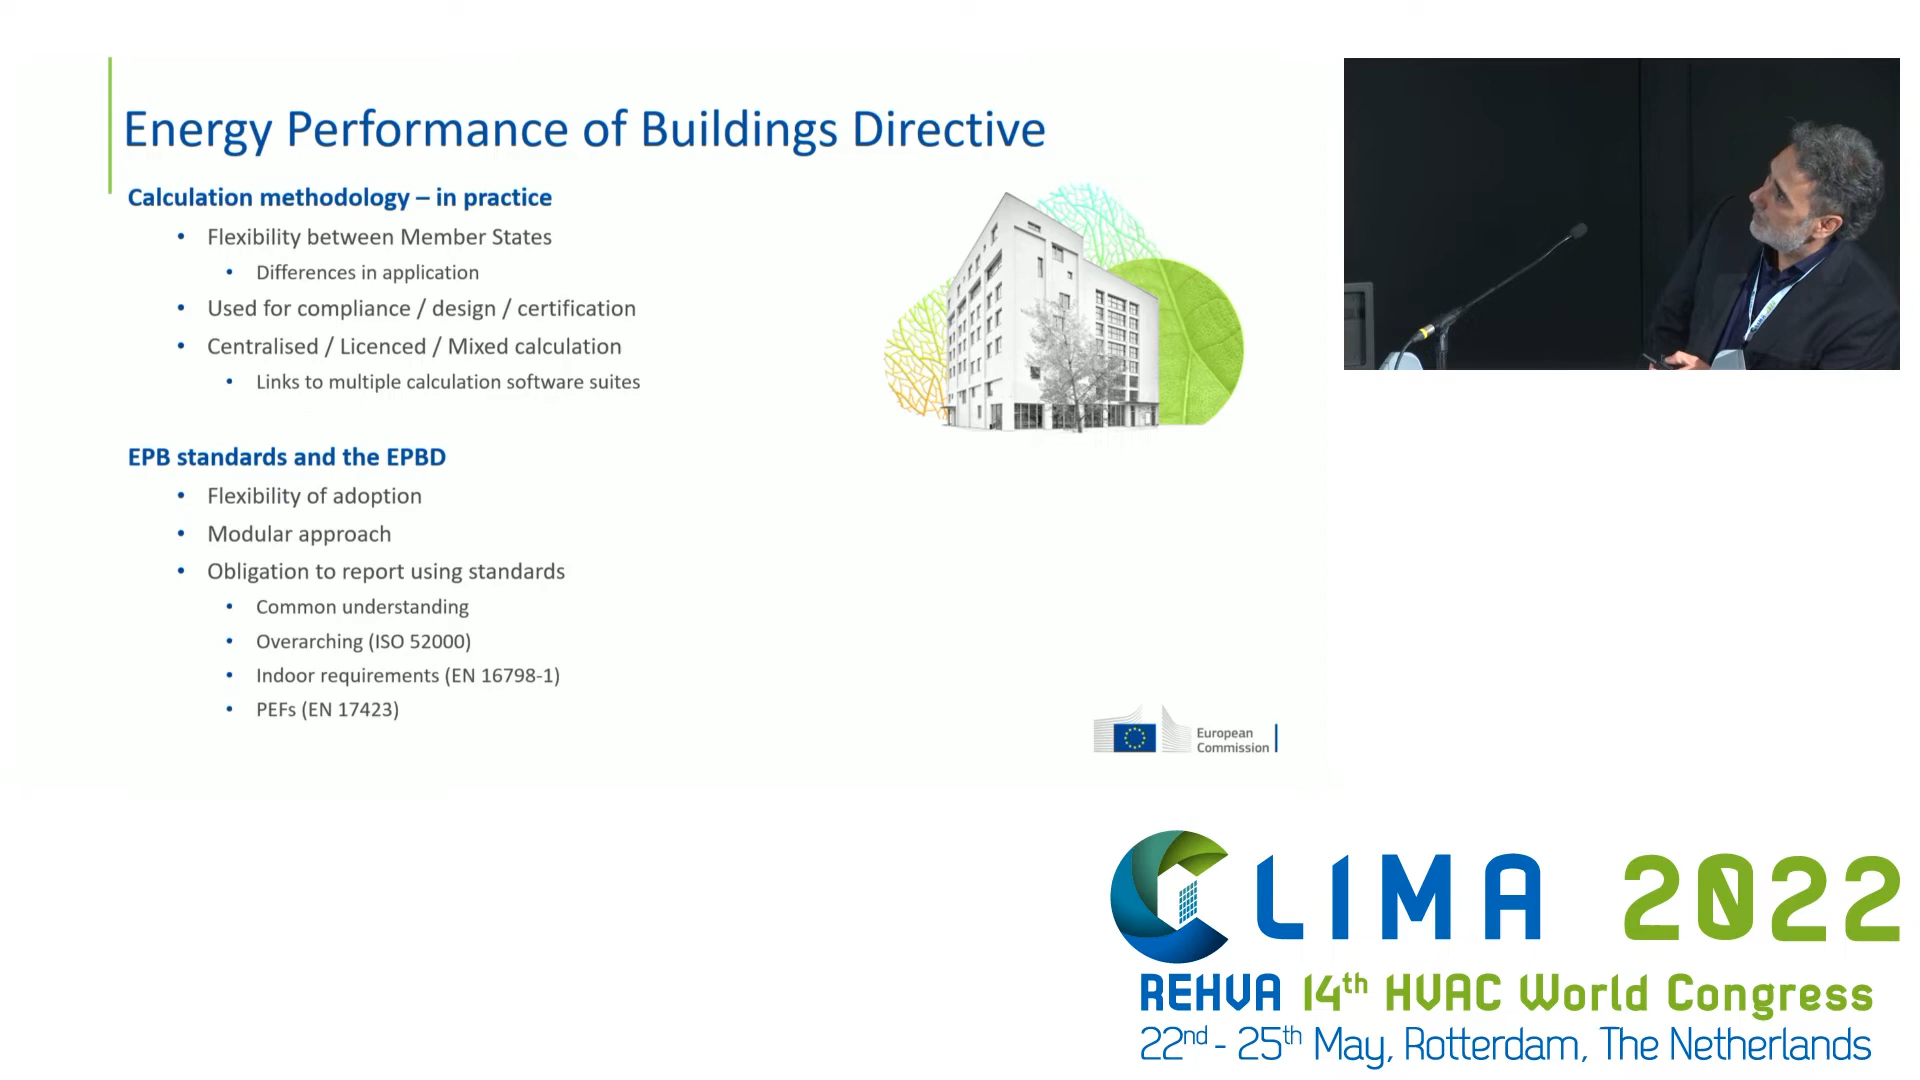 Energy Performance of Buildings Directive
Calculation methodology – in practice
• Flexibility between Member States
• Differences in application
• Used for compliance / design / certification
• Centralised / Licenced / Mixed calculation
• Links to multiple calculation software suites
EPB standards and the EPBD
• Flexibility of adoption
• Modular approach
• Obligation to report using standards
• Common understanding
• Overarching (ISO 52000)
• Indoor requirements (EN 16798-1)
• PEFs (EN 17423)
European
Commission
CLIMA 2022
REHVA 14th HVAC World Congress
22nd - 25th May, Rotterdam, The Netherlands